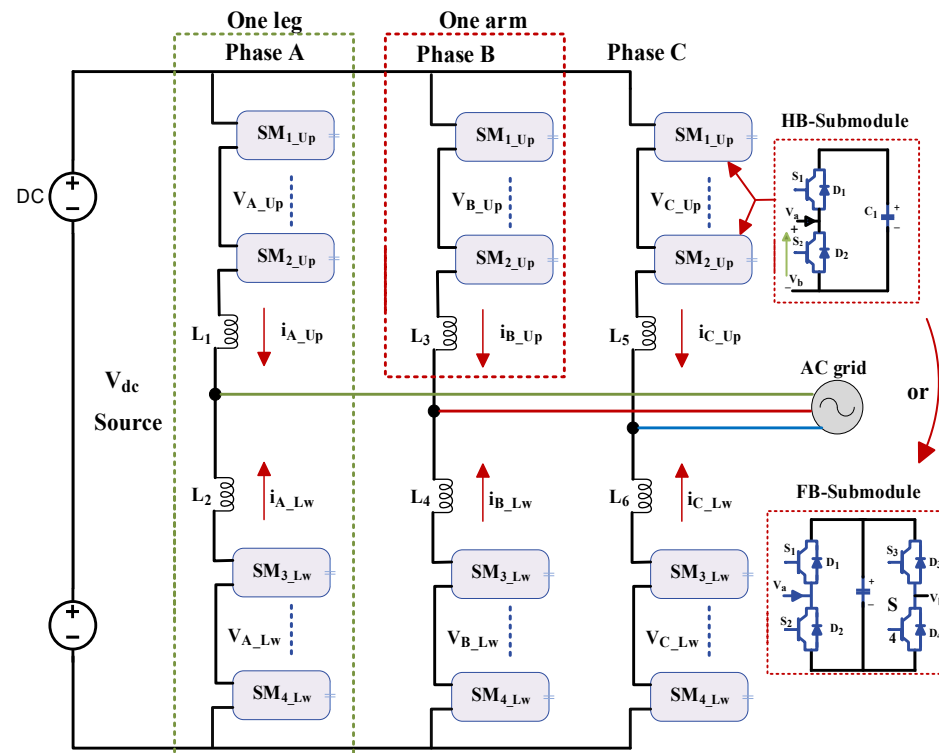 One leg
One arm
Phase A
Phase B
Phase C
SM1_Up
SM1_Up
SM1_Up
HB-Submodule
S1
D1
Va
+
C1
+
–
S2
D2
–
Vb
DC
+
–
VA_Up
VB_Up
VC_Up
SM2_Up
SM2_Up
SM2_Up
L1
iA_Up
L3
iB_Up
L5
iC_Up
Vdc
Source
AC grid
or
L2
iA_Lw
L4
iB_Lw
L6
iC_Lw
FB-Submodule
S1
D1
S3
Va
+
–
S
S2
D2
4
SM3_Lw
SM3_Lw
SM3_Lw
+
–
VA_Lw
VB_Lw
VC_Lw
SM4_Lw
SM4_Lw
SM4_Lw